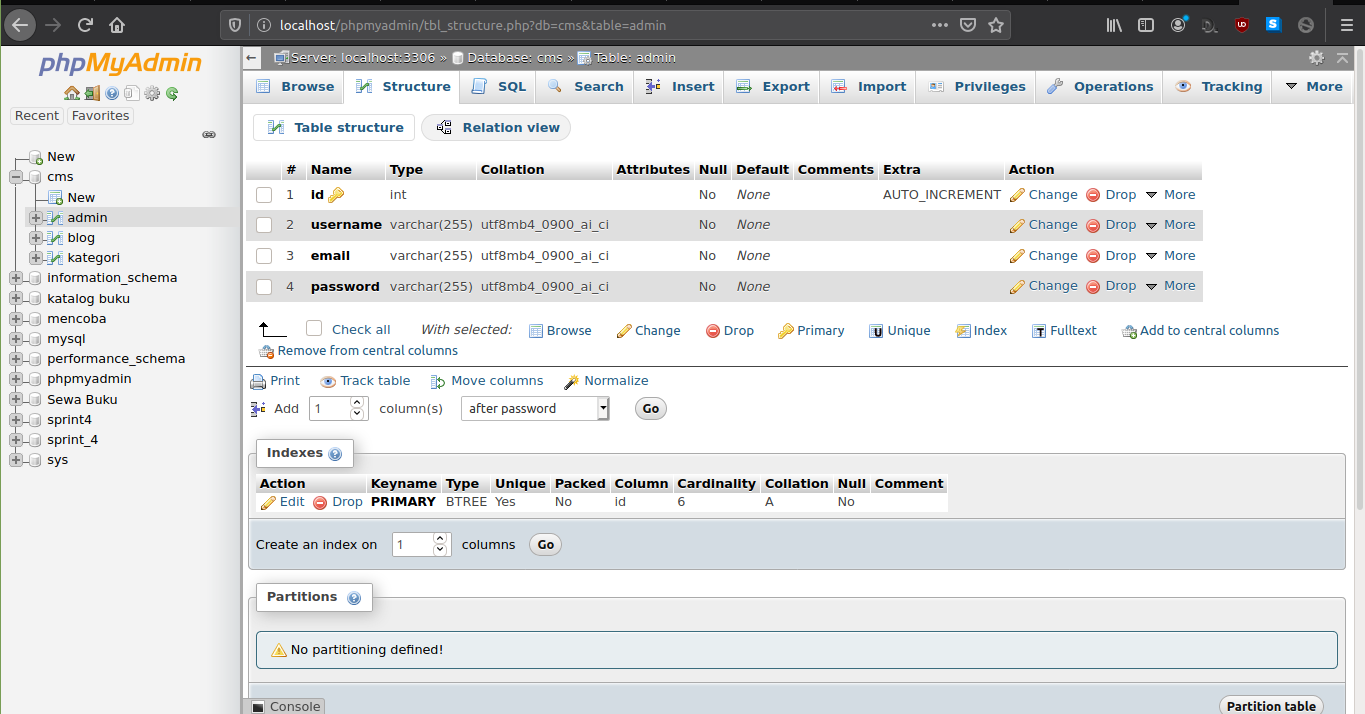 localhost/phpmyadmin/tbl_structure.php?db=cms&table=admin
phpMyAdmin
Recent Favorites
New
cms
New
admin
blog
kategori
information_schema
katalog buku
mencoba
mysql
performance_schema
phpmyadmin
Sewa Buku
sprint4
sprint_4
sys
Server: localhost:3306 » Database: cms » Table: admin
Browse Structure SQL Search Insert Export Import Privileges Operations Tracking More
Table structure Relation view
# Name Type Collation Attributes Null Default Comments Extra Action
1 id int No None AUTO_INCREMENT Change Drop More
2 username varchar(255) utf8mb4_0900_ai_ci No None Change Drop More
3 email varchar(255) utf8mb4_0900_ai_ci No None Change Drop More
4 password varchar(255) utf8mb4_0900_ai_ci No None Change Drop More
Check all With selected: Browse Change Drop Primary Unique Index Fulltext Add to central columns
Remove from central columns
Print Track table Move columns Normalize
Add 1 column(s) after password Go
Indexes
Action Keyname Type Unique Packed Column Cardinality Collation Null Comment
Edit Drop PRIMARY BTREE Yes No id 6 A No
Create an index on 1 columns Go
Partitions
No partitioning defined!
Partition table
Console